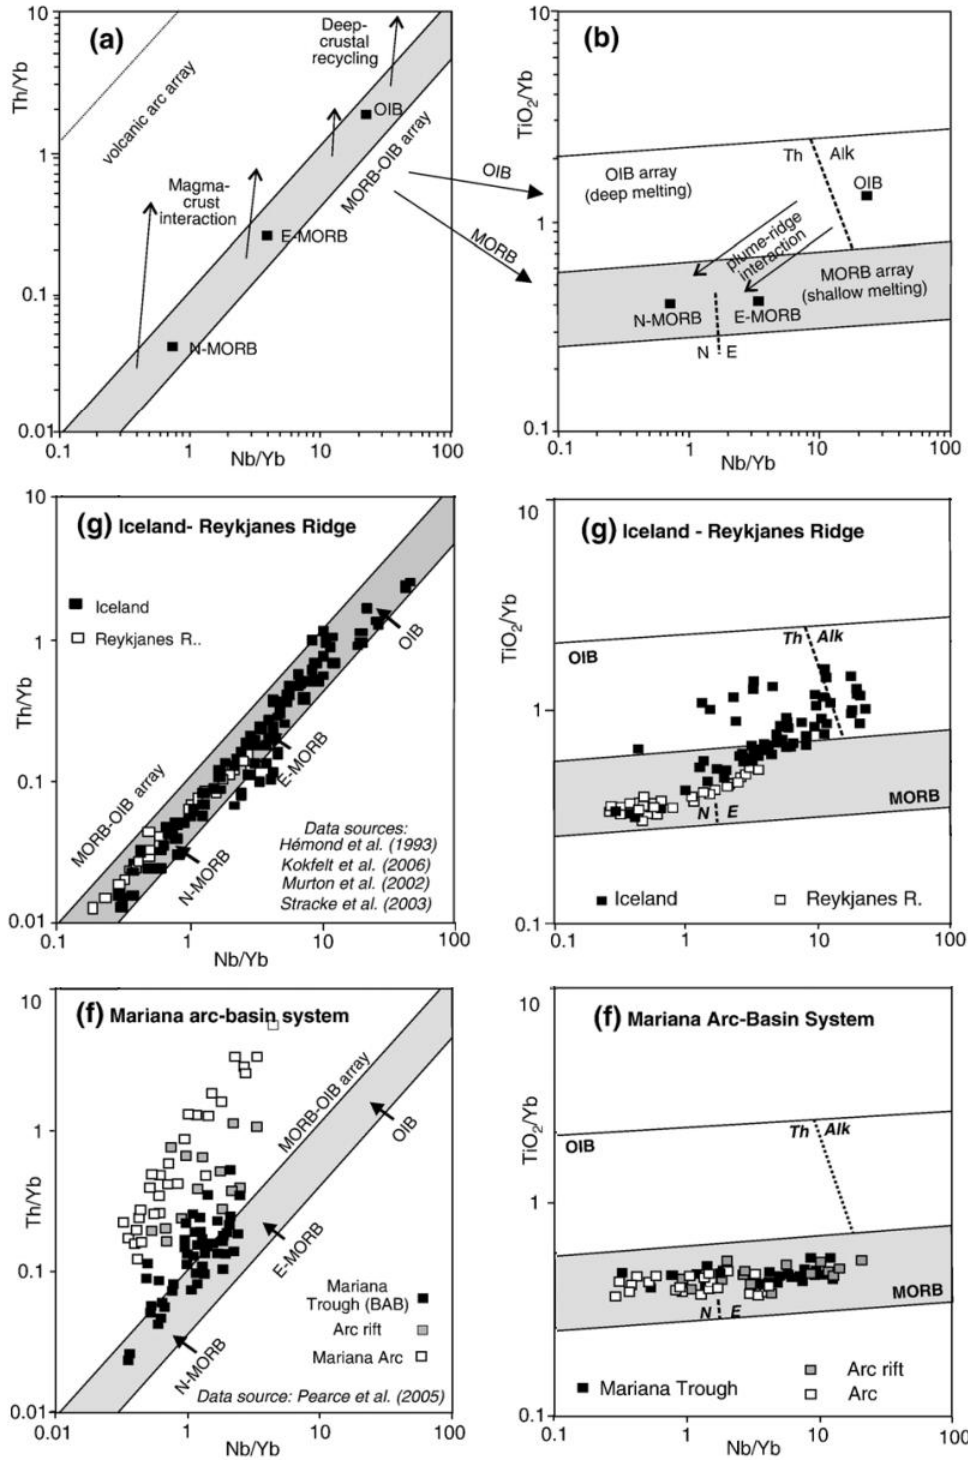 10
(a)
Deep-
crustal
recycling
Th/Yb
volcanic arc array
OIB
MORB-OIB array
1
Magma-
crust
interaction
E-MORB
0.1
N-MORB
0.01
0.1
1
10
100
Nb/Yb
OIB
MORB
10
(b)
TiO2/Yb
Th
Alk
OIB array
(deep melting)
OIB
1
plume-ridge
interaction
MORB array
(shallow melting)
N-MORB
E-MORB
N
E
0.1
0.1
1
10
100
Nb/Yb
10
(g) Iceland- Reykjanes Ridge
Iceland
Reykjanes R..
Th/Yb
1
OIB
E-MORB
0.1
MORB-OIB array
N-MORB
Data sources:
Hémond et al. (1993)
Kokfelt et al. (2006)
Murton et al. (2002)
Stracke et al. (2003)
0.01
0.1
1
10
100
Nb/Yb
10
(g) Iceland - Reykjanes Ridge
TiO2/Yb
OIB
Th
Alk
1
MORB
N
E
Iceland
Reykjanes R.
0.1
0.1
1
10
100
Nb/Yb
10
(f) Mariana arc-basin system
MORB-OIB array
OIB
1
Th/Yb
E-MORB
0.1
Mariana
Trough (BAB)
Arc rift
Mariana Arc
N-MORB
Data source: Pearce et al. (2005)
0.01
0.1
1
10
100
Nb/Yb
10
(f) Mariana Arc-Basin System
TiO2/Yb
OIB
Th
Alk
1
MORB
N
E
Mariana Trough
Arc rift
Arc
0.1
0.1
1
10
100
Nb/Yb